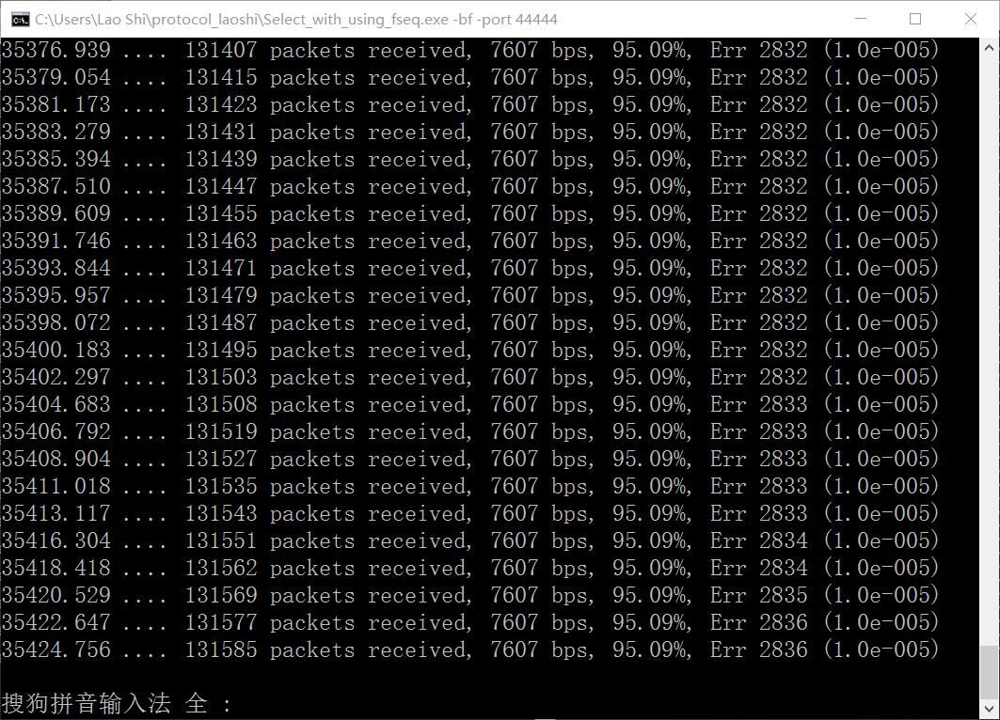 C:\Users\Lao Shi\protocol_laoshi\Select_with_using_fseq.exe -bf -port 44444
35376.939 .... 131407 packets received, 7607 bps, 95.09%, Err 2832 (1.0e-005)
35379.054 .... 131415 packets received, 7607 bps, 95.09%, Err 2832 (1.0e-005)
35381.173 .... 131423 packets received, 7607 bps, 95.09%, Err 2832 (1.0e-005)
35383.279 .... 131431 packets received, 7607 bps, 95.09%, Err 2832 (1.0e-005)
35385.394 .... 131439 packets received, 7607 bps, 95.09%, Err 2832 (1.0e-005)
35387.510 .... 131447 packets received, 7607 bps, 95.09%, Err 2832 (1.0e-005)
35389.609 .... 131455 packets received, 7607 bps, 95.09%, Err 2832 (1.0e-005)
35391.746 .... 131463 packets received, 7607 bps, 95.09%, Err 2832 (1.0e-005)
35393.844 .... 131471 packets received, 7607 bps, 95.09%, Err 2832 (1.0e-005)
35395.957 .... 131479 packets received, 7607 bps, 95.09%, Err 2832 (1.0e-005)
35398.072 .... 131487 packets received, 7607 bps, 95.09%, Err 2832 (1.0e-005)
35400.183 .... 131495 packets received, 7607 bps, 95.09%, Err 2832 (1.0e-005)
35402.297 .... 131503 packets received, 7607 bps, 95.09%, Err 2832 (1.0e-005)
35404.683 .... 131508 packets received, 7607 bps, 95.09%, Err 2833 (1.0e-005)
35406.792 .... 131519 packets received, 7607 bps, 95.09%, Err 2833 (1.0e-005)
35408.904 .... 131527 packets received, 7607 bps, 95.09%, Err 2833 (1.0e-005)
35411.018 .... 131535 packets received, 7607 bps, 95.09%, Err 2833 (1.0e-005)
35413.117 .... 131543 packets received, 7607 bps, 95.09%, Err 2833 (1.0e-005)
35416.304 .... 131551 packets received, 7607 bps, 95.09%, Err 2834 (1.0e-005)
35418.418 .... 131562 packets received, 7607 bps, 95.09%, Err 2834 (1.0e-005)
35420.529 .... 131569 packets received, 7607 bps, 95.09%, Err 2835 (1.0e-005)
35422.647 .... 131577 packets received, 7607 bps, 95.09%, Err 2836 (1.0e-005)
35424.756 .... 131585 packets received, 7607 bps, 95.09%, Err 2836 (1.0e-005)
搜狗拼音输入法 全 :